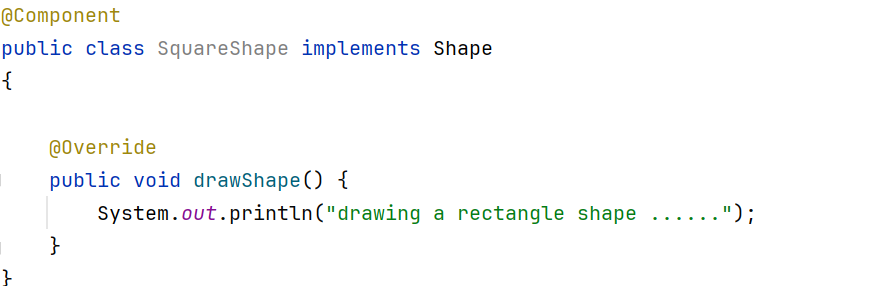 @Component
public class SquareShape implements Shape
{
@Override
public void drawShape() {
System.out.println("drawing a rectangle shape ......");
}
}